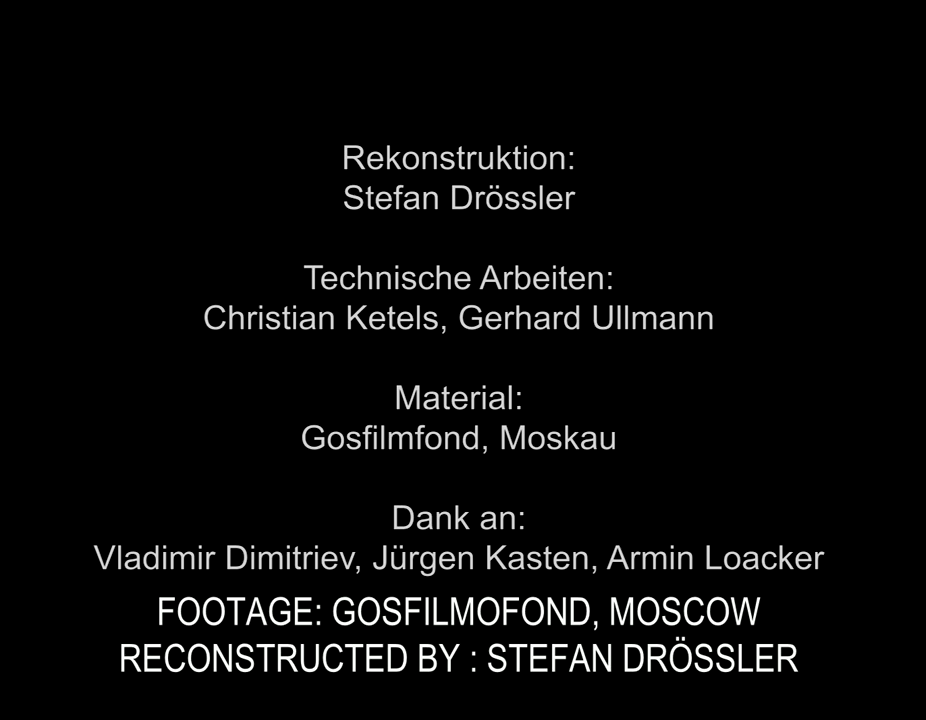 Rekonstruktion:
Stefan Drössler
Technische Arbeiten:
Christian Ketels, Gerhard Ullmann
Material:
Gosfilmfond, Moskau
Dank an:
Vladimir Dimitriev, Jürgen Kasten, Armin Loacker
FOOTAGE: GOSFILMOFOND, MOSCOW
RECONSTRUCTED BY : STEFAN DRÖSSLER